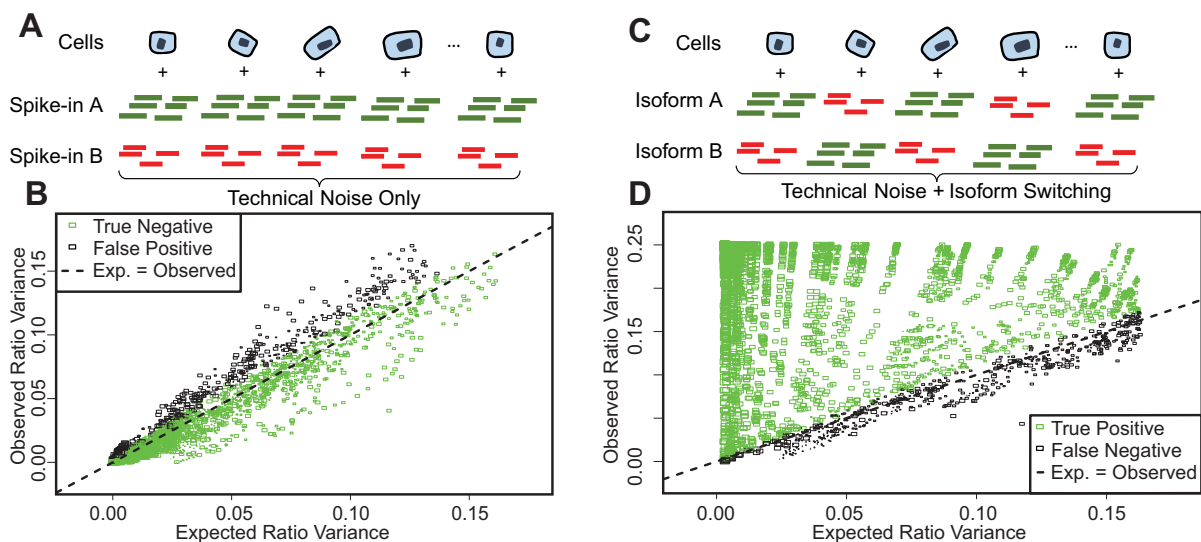 A
Cells
...
+ + + + +
Spike-in A
Spike-in B
Technical Noise Only
B
True Negative
False Positive
Exp. = Observed
Observed Ratio Variance
0.15
0.10
0.05
0.00
0.00 0.05 0.10 0.15
Expected Ratio Variance
C
Cells
...
+ + + + +
Isoform A
Isoform B
Technical Noise + Isoform Switching
D
Observed Ratio Variance
0.25
0.15
0.00
True Positive
False Negative
Exp. = Observed
0.00 0.05 0.10 0.15
Expected Ratio Variance